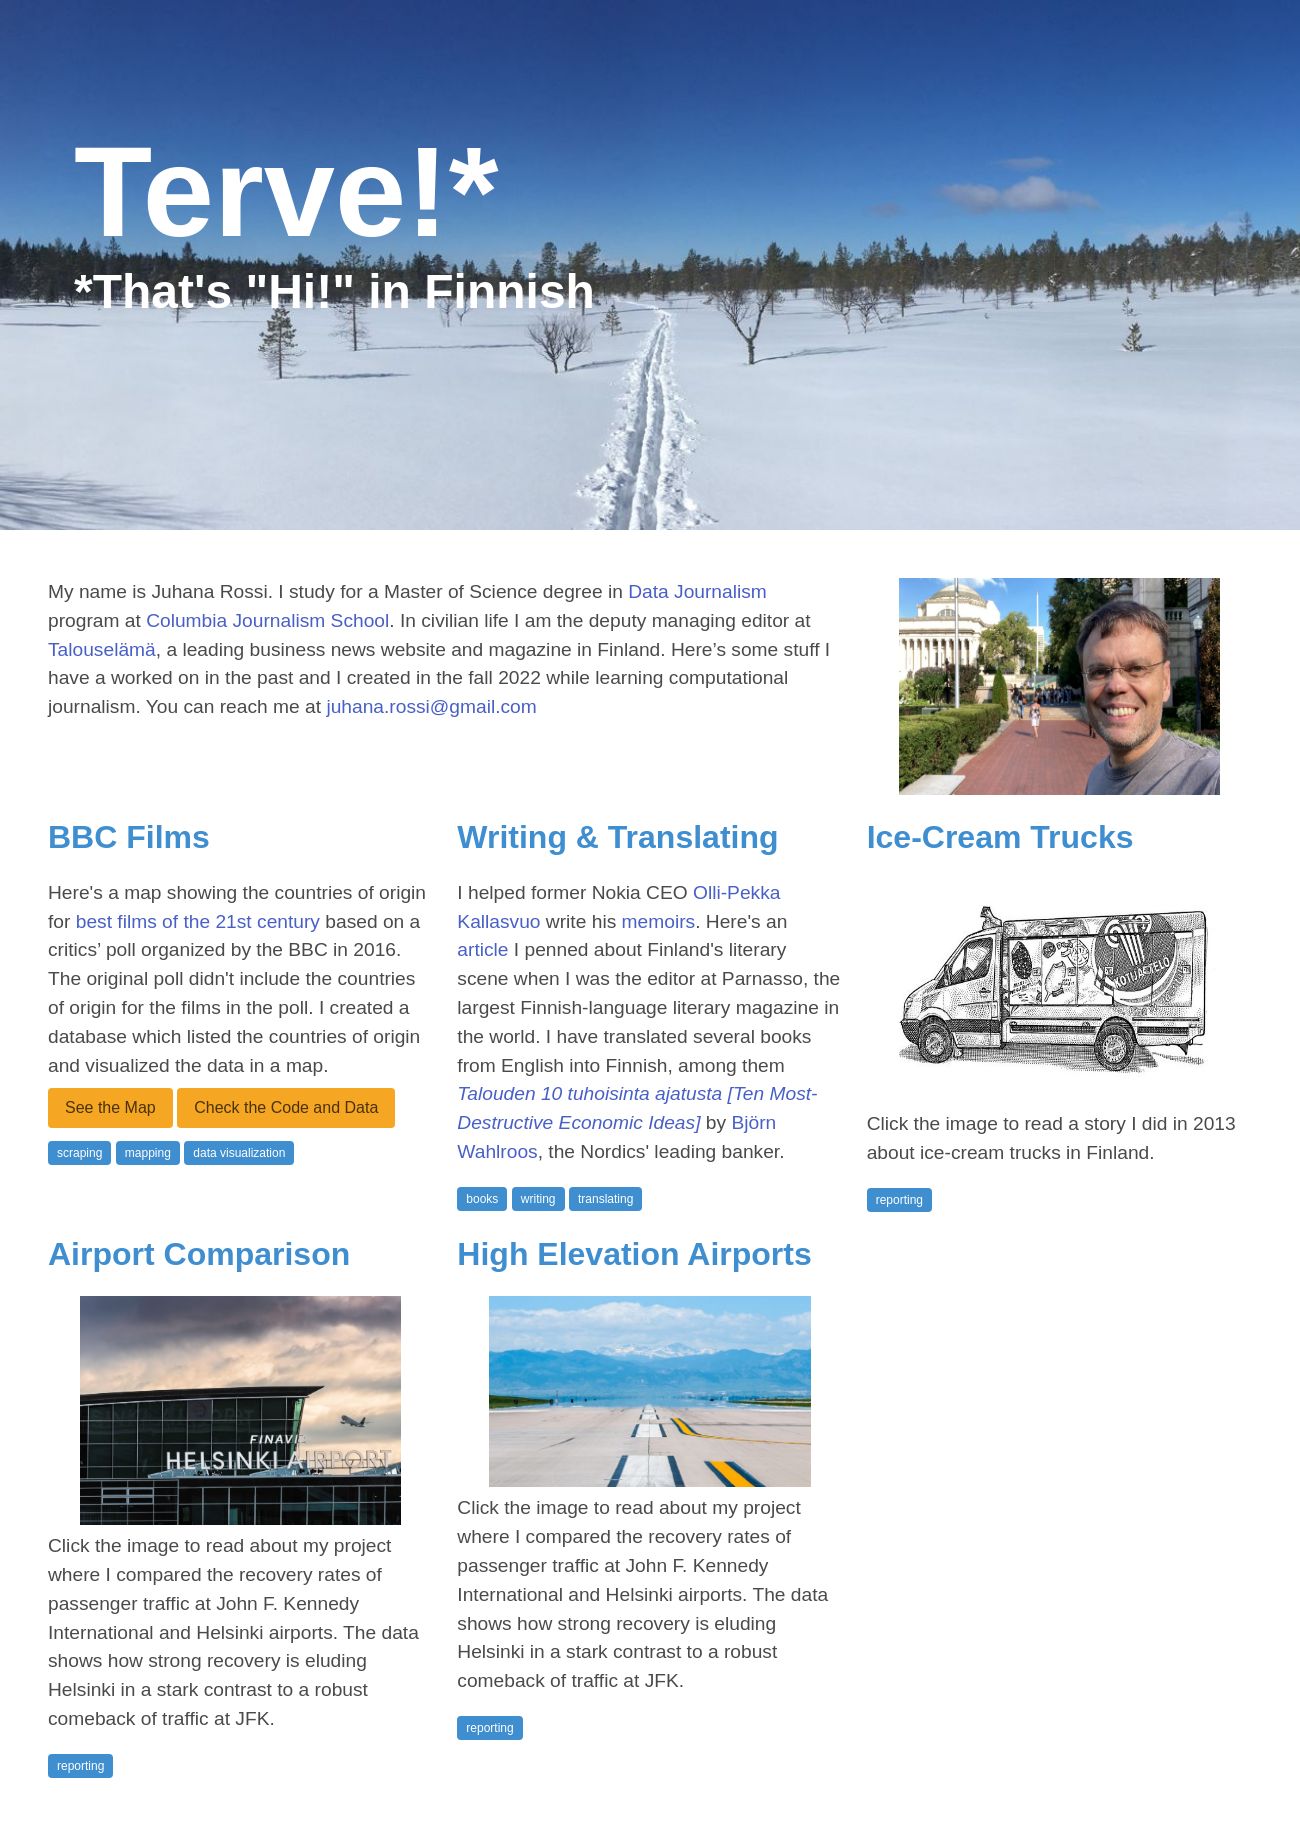 Terve!*
*That's "Hi!" in Finnish
My name is Juhana Rossi. I study for a Master of Science degree in Data Journalism
program at Columbia Journalism School. In civilian life I am the deputy managing editor at
Talouselämä, a leading business news website and magazine in Finland. Here’s some stuff I
have a worked on in the past and I created in the fall 2022 while learning computational
journalism. You can reach me at juhana.rossi@gmail.com
BBC Films
Here's a map showing the countries of origin
for best films of the 21st century based on a
critics’ poll organized by the BBC in 2016.
The original poll didn't include the countries
of origin for the films in the poll. I created a
database which listed the countries of origin
and visualized the data in a map.
See the Map Check the Code and Data
scraping mapping data visualization
Writing & Translating
I helped former Nokia CEO Olli-Pekka
Kallasvuo write his memoirs. Here's an
article I penned about Finland's literary
scene when I was the editor at Parnasso, the
largest Finnish-language literary magazine in
the world. I have translated several books
from English into Finnish, among them
Talouden 10 tuhoisinta ajatusta [Ten Most-
Destructive Economic Ideas] by Björn
Wahlroos, the Nordics' leading banker.
books writing translating
Ice-Cream Trucks
Click the image to read a story I did in 2013
about ice-cream trucks in Finland.
reporting
Airport Comparison
FINAVIA
HELSINKI AIRPORT
Click the image to read about my project
where I compared the recovery rates of
passenger traffic at John F. Kennedy
International and Helsinki airports. The data
shows how strong recovery is eluding
Helsinki in a stark contrast to a robust
comeback of traffic at JFK.
reporting
High Elevation Airports
Click the image to read about my project
where I compared the recovery rates of
passenger traffic at John F. Kennedy
International and Helsinki airports. The data
shows how strong recovery is eluding
Helsinki in a stark contrast to a robust
comeback of traffic at JFK.
reporting